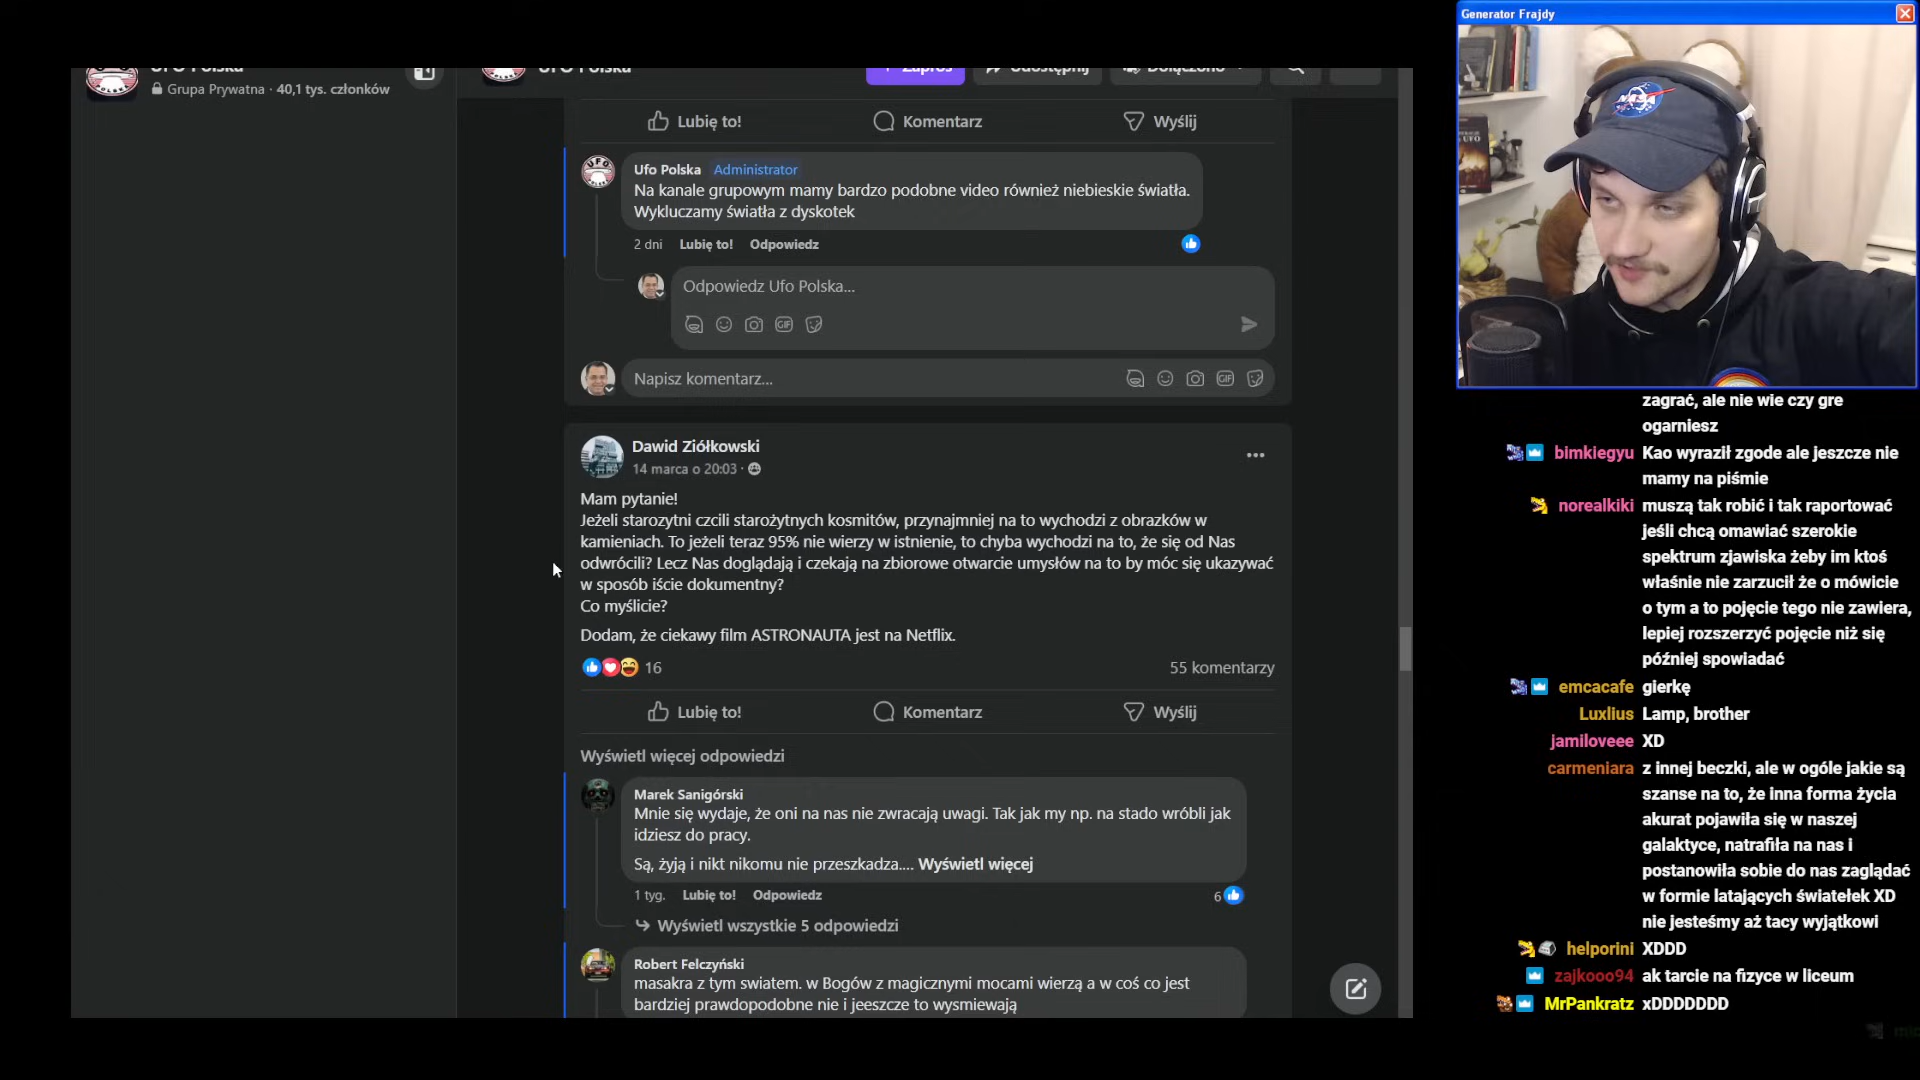 Grupa Prywatna · 40,1 tys. członków
Lubię to!
Komentarz
Wyślij
Ufo Polska Administrator
Na kanale grupowym mamy bardzo podobne video również niebieskie światła.
Wykluczamy światła z dyskotek
2 dni Lubię to! Odpowiedz
Odpowiedz Ufo Polska...
GIF
Napisz komentarz...
GIF
Dawid Ziółkowski
14 marca o 20:03 ·
Mam pytanie!
Jeżeli starozytni czcili starożytnych kosmitów, przynajmniej na to wychodzi z obrazków w
kamieniach. To jeżeli teraz 95% nie wierzy w istnienie, to chyba wychodzi na to, że się od Nas
odwrócili? Lecz Nas doglądają i czekają na zbiorowe otwarcie umysłów na to by móc się ukazywać
w sposób iście dokumentny?
Co myślicie?
Dodam, że ciekawy film ASTRONAUTA jest na Netflix.
16
55 komentarzy
Lubię to!
Komentarz
Wyślij
Wyświetl więcej odpowiedzi
Marek Sanigórski
Mnie się wydaje, że oni na nas nie zwracają uwagi. Tak jak my np. na stado wróbli jak
idziesz do pracy.
Są, żyją i nikt nikomu nie przeszkadza.... Wyświetl więcej
1 tyg. Lubię to! Odpowiedz
6
Wyświetl wszystkie 5 odpowiedzi
Robert Felczyński
masakra z tym swiatem. w Bogów z magicznymi mocami wierzą a w coś co jest
bardziej prawdopodobne nie i jeeszcze to wysmiewają
Generator Frajdy
NASA
zagrać, ale nie wie czy gre
ogarniesz
bimkiegyu Kao wyraził zgode ale jeszcze nie
mamy na piśmie
norealkiki muszą tak robić i tak raportować
jeśli chcą omawiać szerokie
spektrum zjawiska żeby im ktoś
właśnie nie zarzucił że o mówicie
o tym a to pojęcie tego nie zawiera,
lepiej rozszerzyć pojęcie niż się
później spowiadać
emcacafe gierkę
Luxlius Lamp, brother
jamiloveee XD
carmeniara z innej beczki, ale w ogóle jakie są
szanse na to, że inna forma życia
akurat pojawiła się w naszej
galaktyce, natrafiła na nas i
postanowiła sobie do nas zaglądać
w formie latających światełek XD
nie jesteśmy aż tacy wyjątkowi
helporini XDDD
zajkooo94 ak tarcie na fizyce w liceum
MrPankratz xDDDDDDD